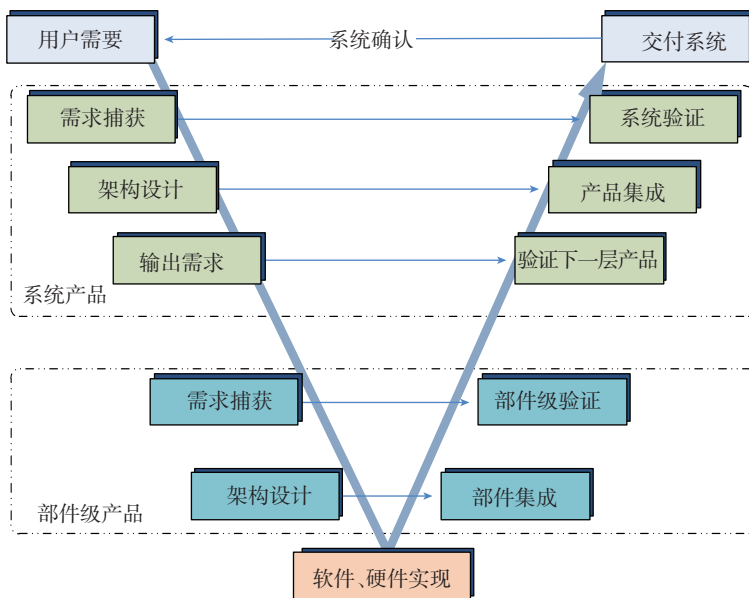 用户需要
系统确认
交付系统
需求捕获
系统验证
架构设计
产品集成
输出需求
验证下一层产品
系统产品
需求捕获
部件级验证
架构设计
部件集成
部件级产品
软件、硬件实现